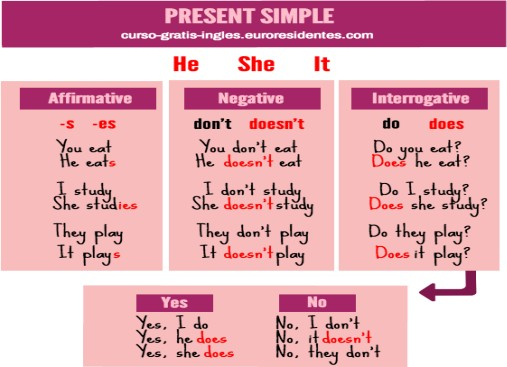 PRESENT SIMPLE
curso-gratis-ingles.euroresidentes.com
He She It
Affirmative
-s -es
You eat
He eats
I study
She studies
They play
It plays
Negative
don't doesn't
You don't eat
He doesn't eat
I don't study
She doesn't study
They don't play
It doesn't play
Interrogative
do does
Do you eat?
Does he eat?
Do I study?
Does she study?
Do they play?
Does it play?
Yes
Yes, I do
Yes, he does
Yes, she does
No
No, I don't
No, it doesn't
No, they don't